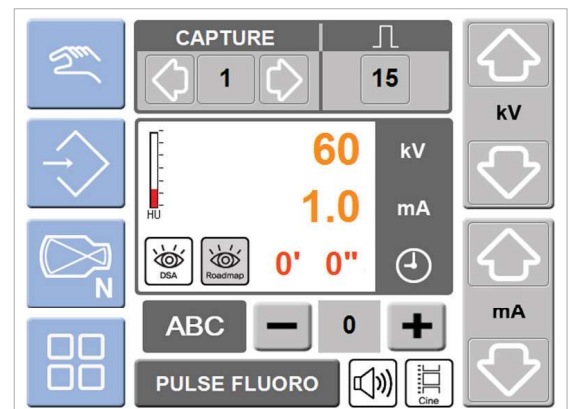 CAPTURE
1
15
kV
60 kV
HU
1.0 mA
DSA
Roadmap
0' 0"
N
mA
ABC
0
PULSE FLUORO
Cine